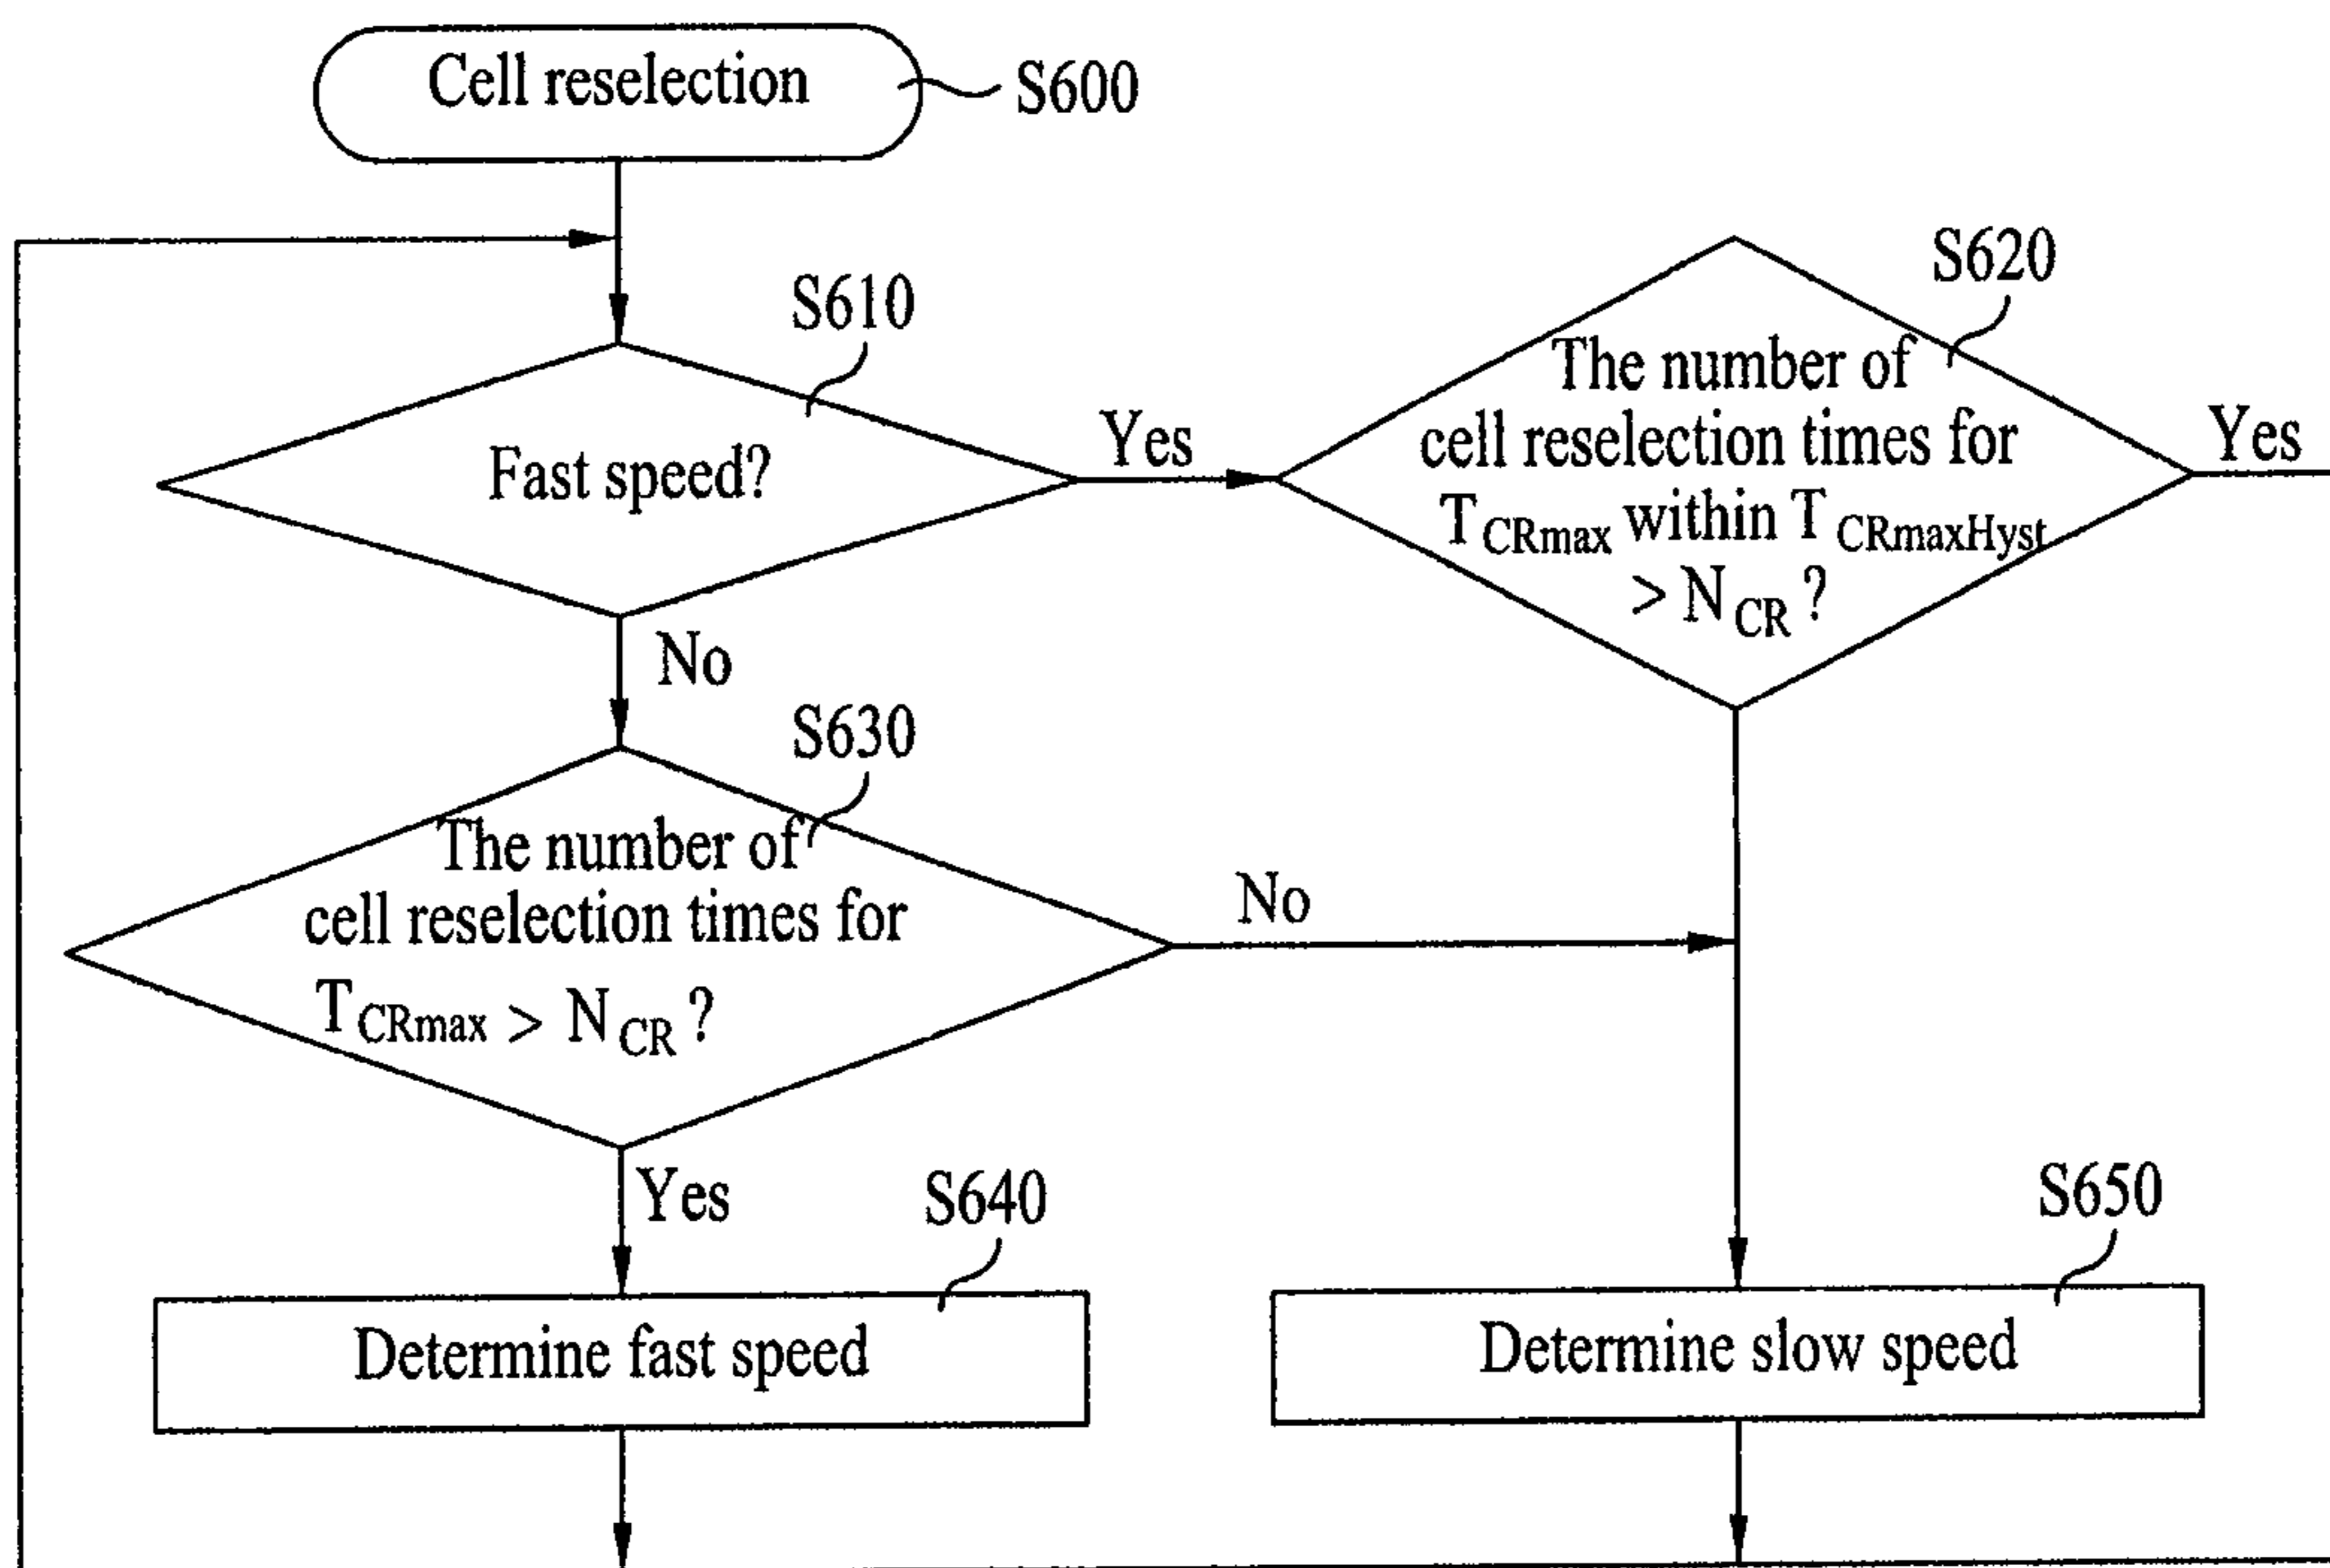 Cell reselection
S600
S610
Fast speed?
Yes
S620
The number of
cell reselection times for
T CRmax within T CRmaxHyst
> N CR ?
Yes
No
S630
The number of
cell reselection times for
T CRmax > N CR ?
No
Yes
S640
Determine fast speed
S650
Determine slow speed